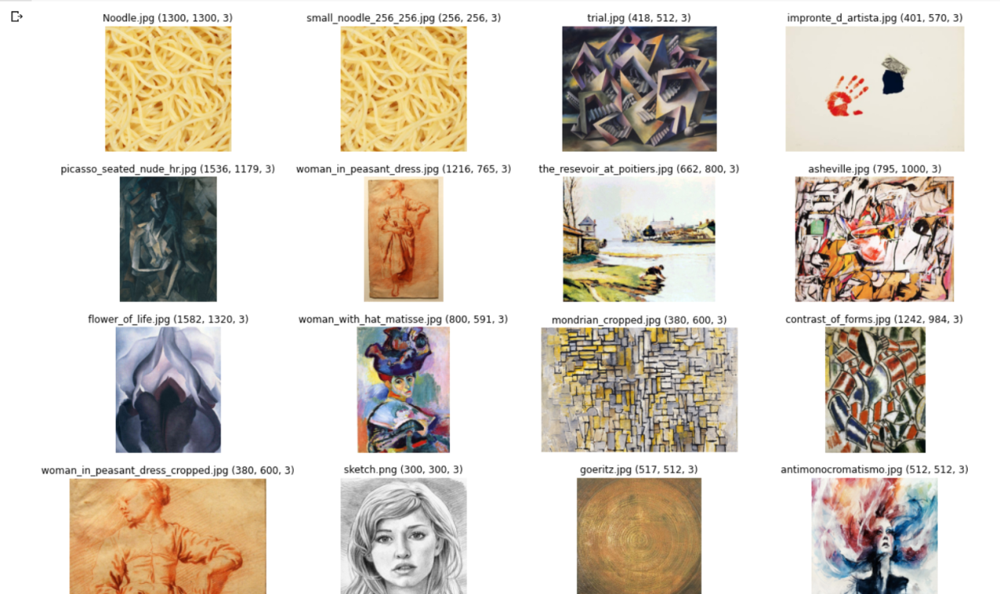 Noodle.jpg (1300, 1300, 3)
small_noodle_256_256.jpg (256, 256, 3)
trial.jpg (418, 512, 3)
impronte_d_artista.jpg (401, 570, 3)
picasso_seated_nude_hr.jpg (1536, 1179, 3)
woman_in_peasant_dress.jpg (1216, 765, 3)
the_resevoir_at_poitiers.jpg (662, 800, 3)
asheville.jpg (795, 1000, 3)
flower_of_life.jpg (1582, 1320, 3)
woman_with_hat_matisse.jpg (800, 591, 3)
mondrian_cropped.jpg (380, 600, 3)
contrast_of_forms.jpg (1242, 984, 3)
woman_in_peasant_dress_cropped.jpg (380, 600, 3)
sketch.png (300, 300, 3)
goeritz.jpg (517, 512, 3)
antimonocromatismo.jpg (512, 512, 3)